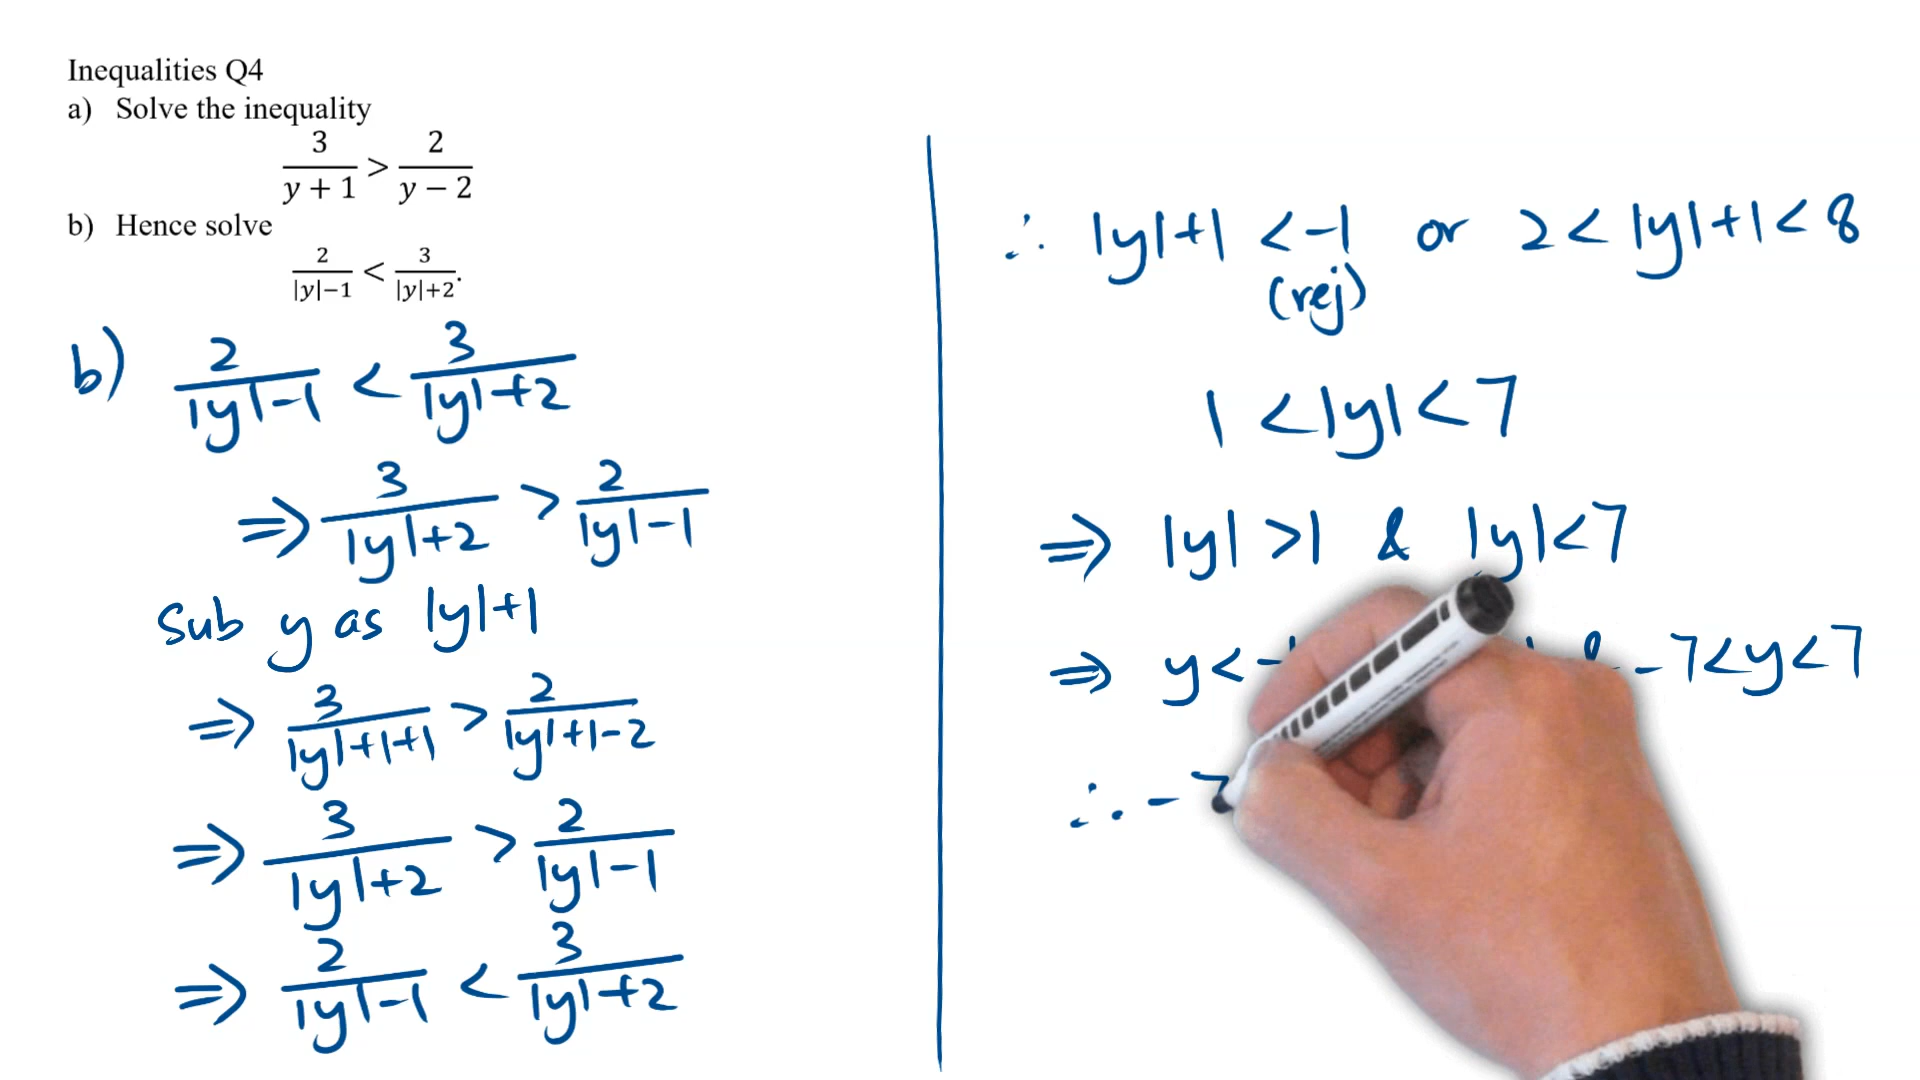 Inequalities Q4
a) Solve the inequality
3/(y + 1) > 2/(y − 2)
b) Hence solve
2/(|y|−1) < 3/(|y|+2).
b) 2/(|y|−1) < 3/(|y|+2)
⇒ 3/(|y|+2) > 2/(|y|−1)
Sub y as |y|+1
⇒ 3/(|y|+1+1) > 2/(|y|+1−2)
⇒ 3/(|y|+2) > 2/(|y|−1)
⇒ 2/(|y|−1) < 3/(|y|+2)
∴ |y|+1 < −1 or 2 < |y|+1 < 8
(rej)
1 < |y| < 7
⇒ |y| > 1 & |y| < 7
⇒ y < − & −7 < y < 7
∴ −7